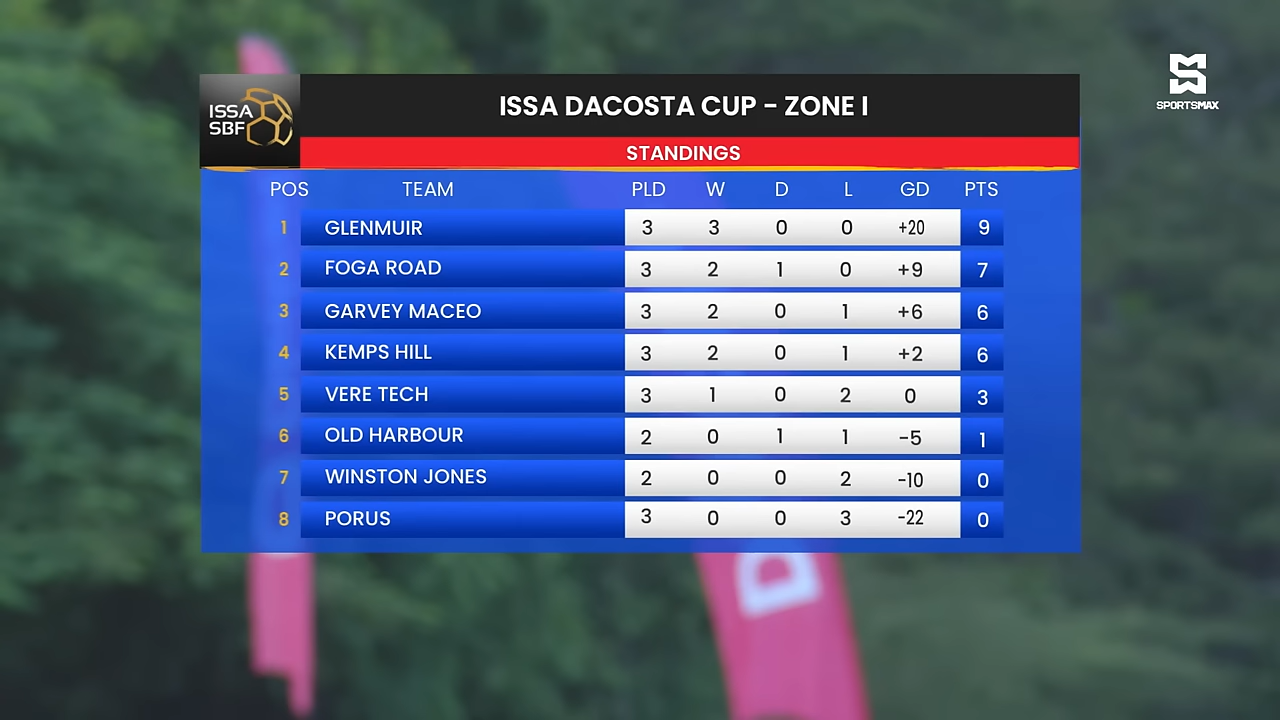 ISSA DACOSTA CUP - ZONE I
ISSA
SBF
SPORTSMAX
STANDINGS
POS TEAM PLD W D L GD PTS
1 GLENMUIR 3 3 0 0 +20 9
2 FOGA ROAD 3 2 1 0 +9 7
3 GARVEY MACEO 3 2 0 1 +6 6
4 KEMPS HILL 3 2 0 1 +2 6
5 VERE TECH 3 1 0 2 0 3
6 OLD HARBOUR 2 0 1 1 -5 1
7 WINSTON JONES 2 0 0 2 -10 0
8 PORUS 3 0 0 3 -22 0
D